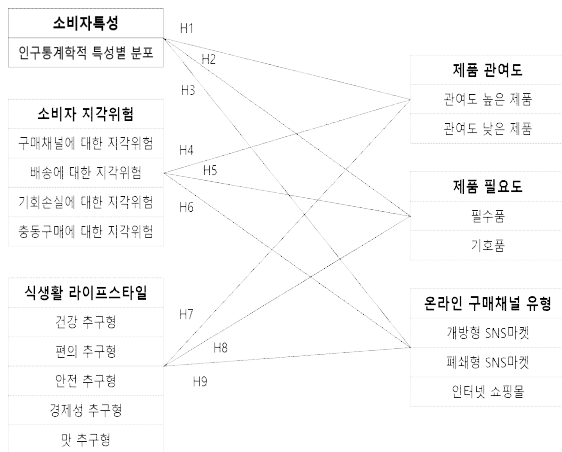 소비자특성
인구통계학적 특성별 분포
소비자 지각위험
구매채널에 대한 지각위험
배송에 대한 지각위험
기회손실에 대한 지각위험
충동구매에 대한 지각위험
식생활 라이프스타일
건강 추구형
편의 추구형
안전 추구형
경제성 추구형
맛 추구형
H1
H2
H3
H4
H5
H6
H7
H8
H9
제품 관여도
관여도 높은 제품
관여도 낮은 제품
제품 필요도
필수품
기호품
온라인 구매채널 유형
개방형 SNS마켓
폐쇄형 SNS마켓
인터넷 쇼핑몰